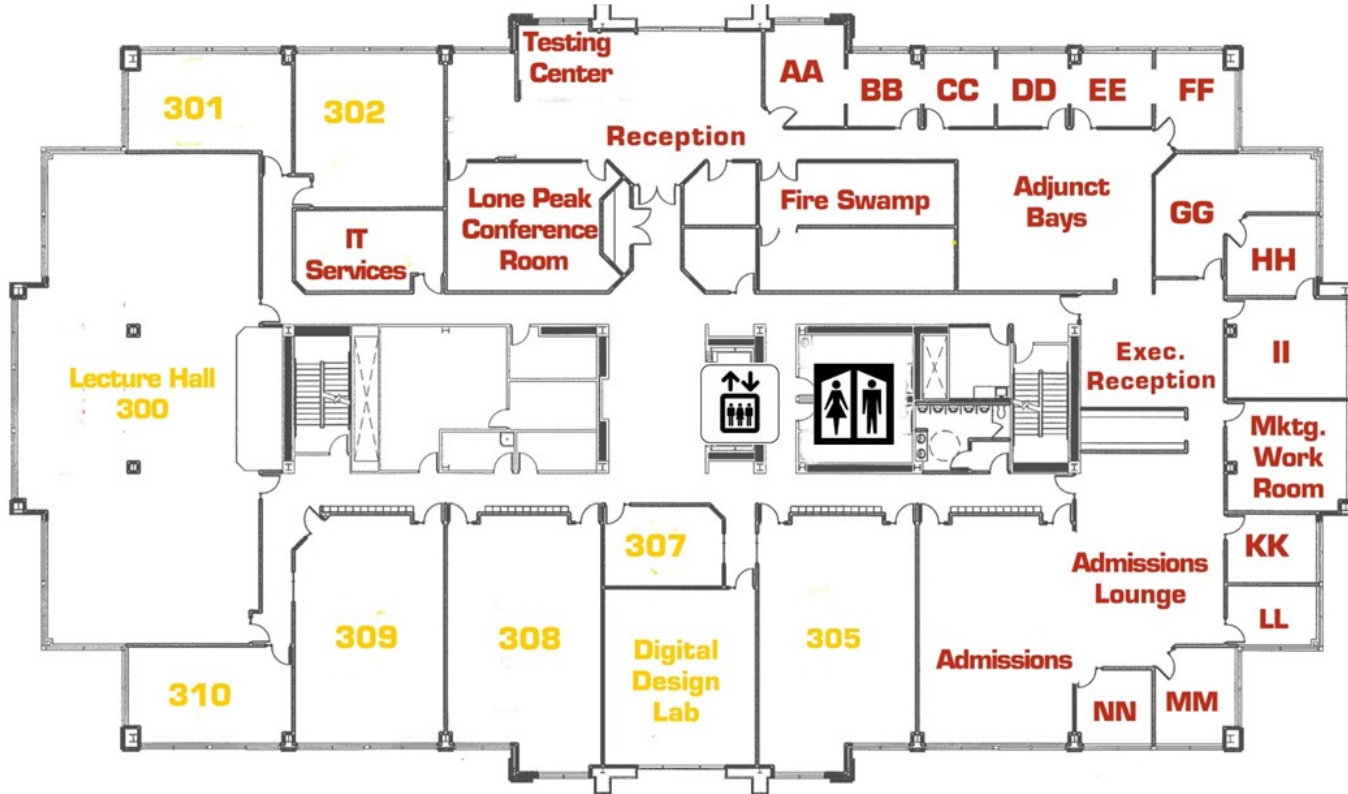 Testing
Center
AA
BB
CC
DD
EE
FF
301
302
Reception
Lone Peak
Conference
Room
Fire Swamp
Adjunct
Bays
GG
IT
Services
HH
Lecture Hall
300
Exec.
Reception
II
Mktg.
Work
Room
307
KK
Admissions
Lounge
LL
309
308
Digital
Design
Lab
305
Admissions
310
NN
MM